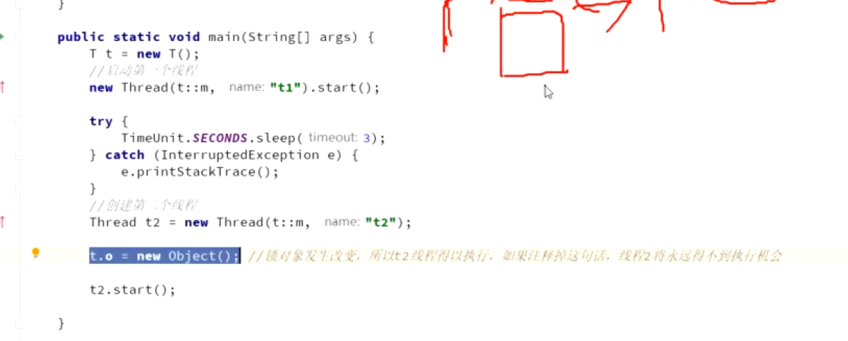 }
public static void main(String[] args) {
T t = new T();
//启动第一个线程
new Thread(t::m, name: "t1").start();
try {
TimeUnit.SECONDS.sleep( timeout: 3);
} catch (InterruptedException e) {
e.printStackTrace();
}
//创建第二个线程
Thread t2 = new Thread(t::m, name: "t2");
t.o = new Object(); //锁对象发生改变，所以t2线程得以执行，如果注释掉这句话，线程2将永远得不到执行机会
t2.start();
}